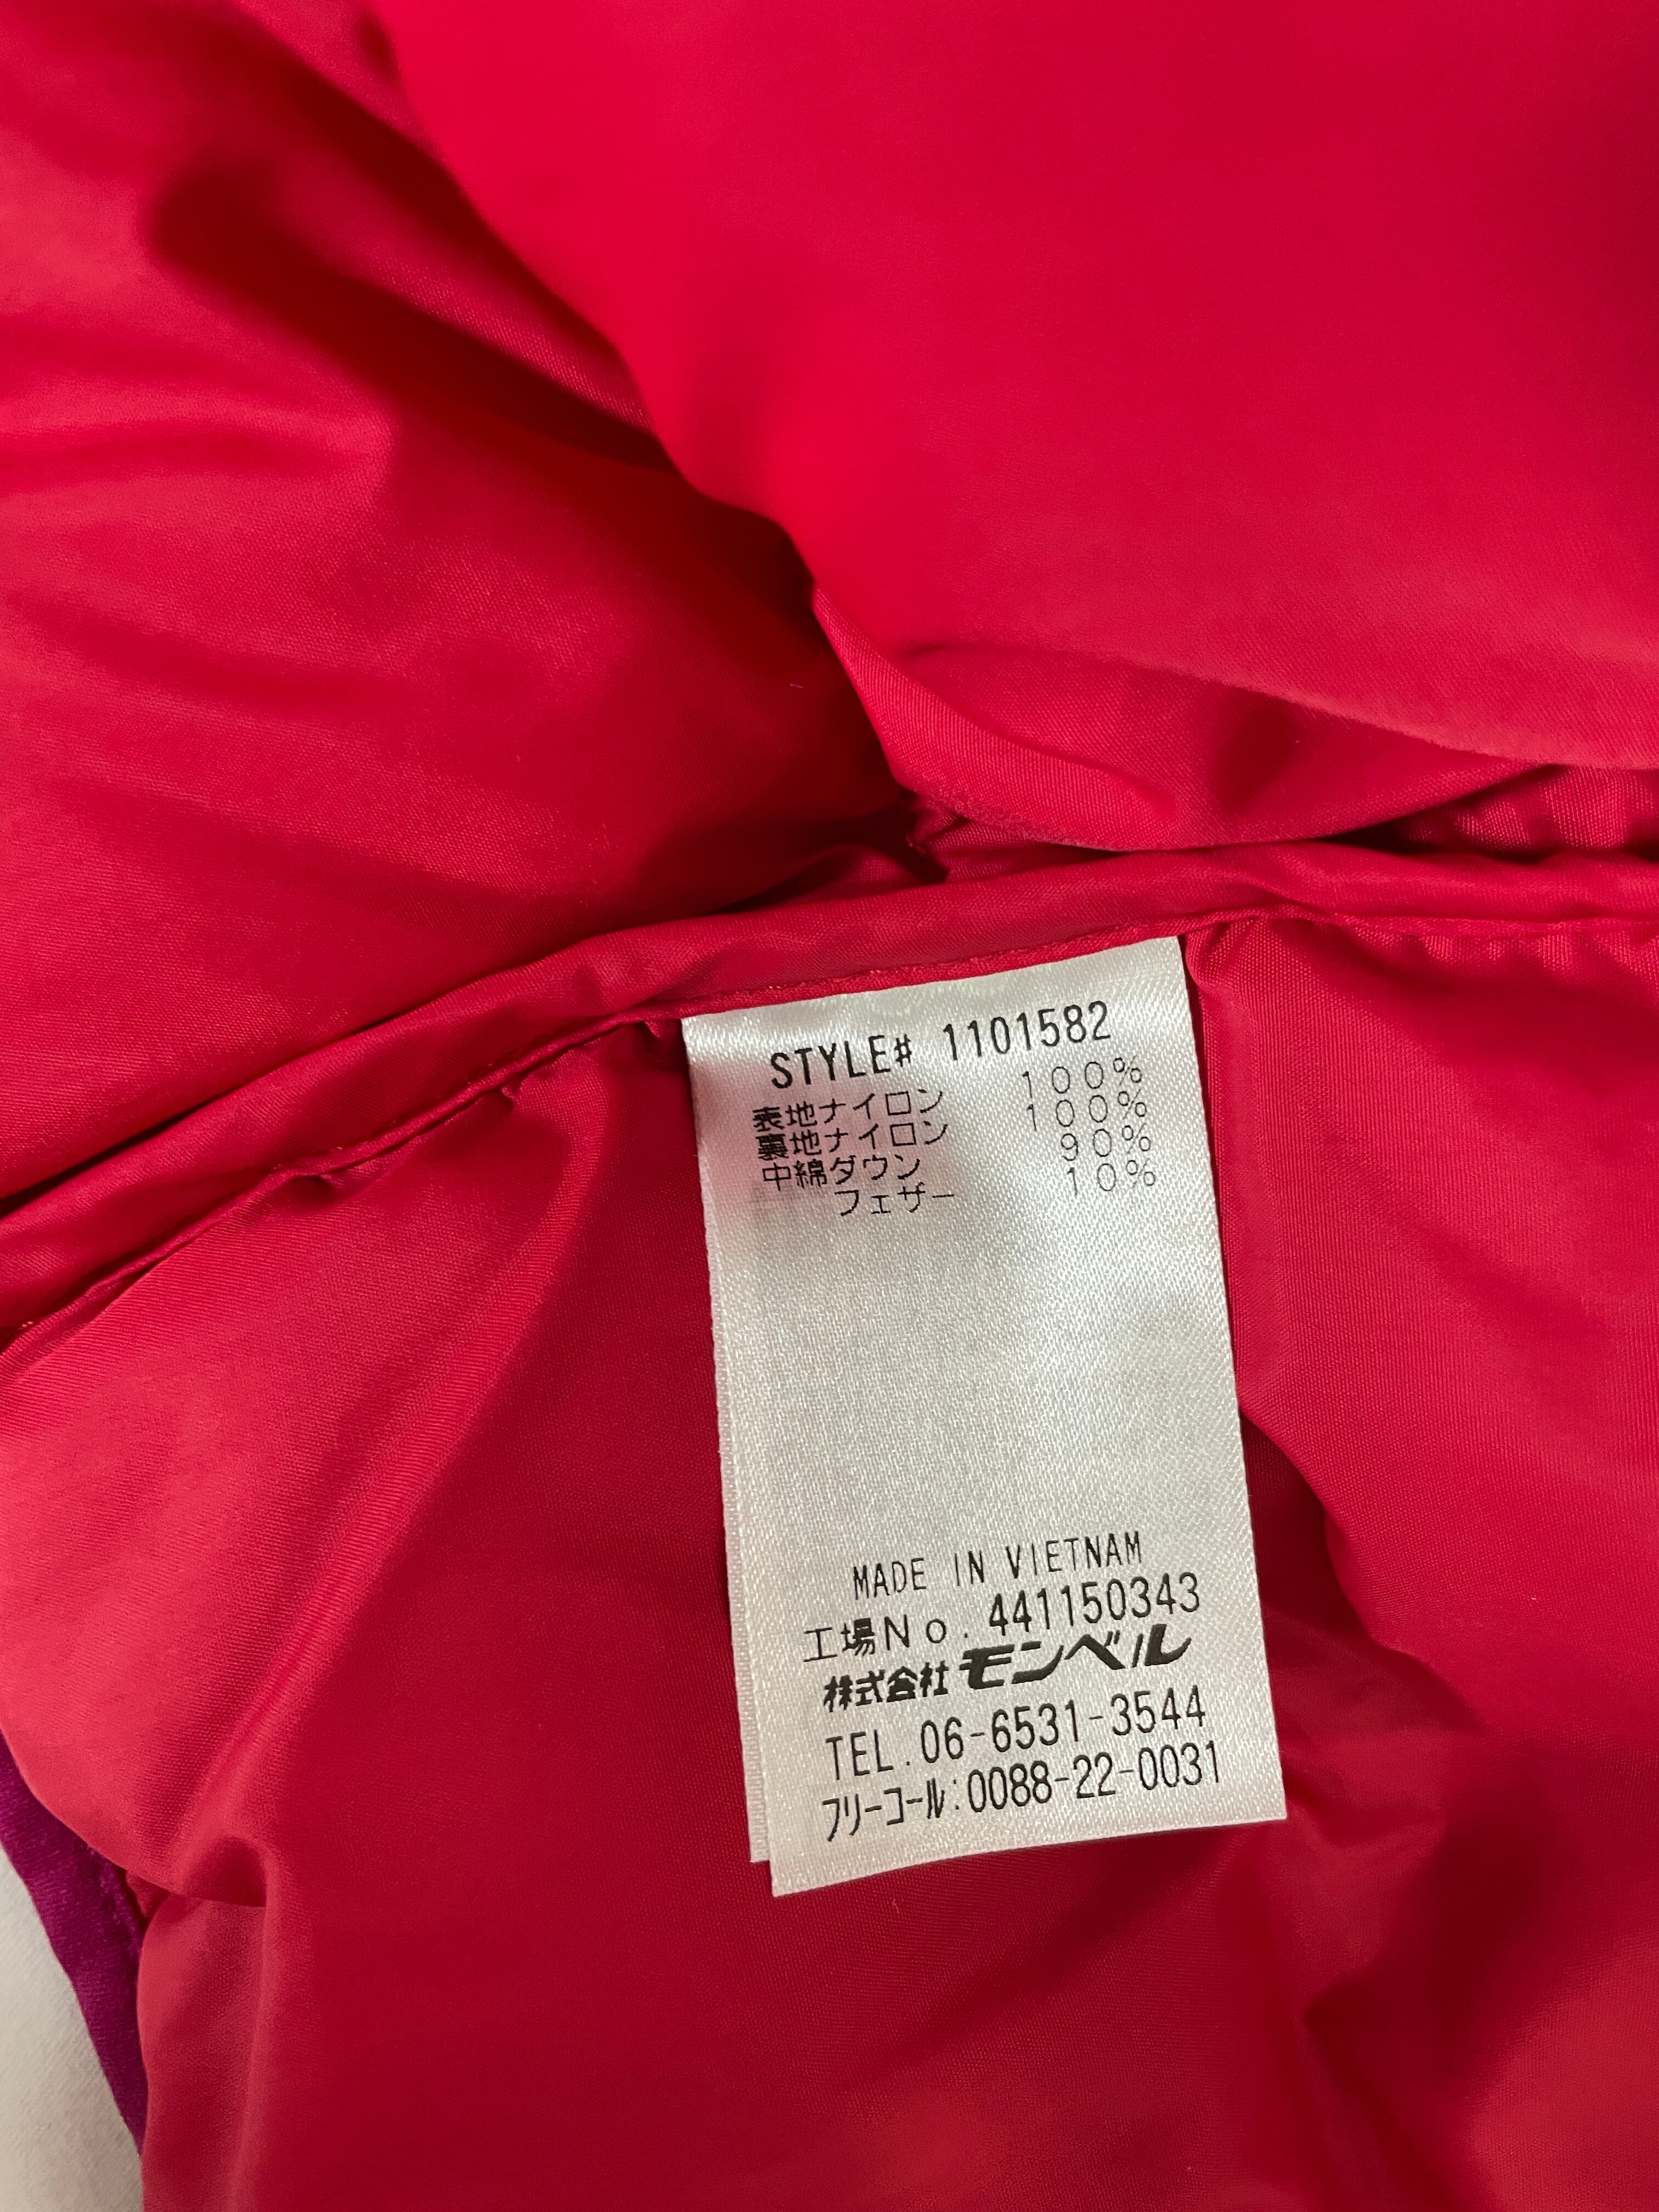 STYLE# 1101582
表地ナイロン 100%
裏地ナイロン 100%
中綿ダウン 90%
フェザー 10%
MADE IN VIETNAM
工場No. 441150343
株式会社モンベル
TEL.06-6531-3544
フリーコール:0088-22-0031